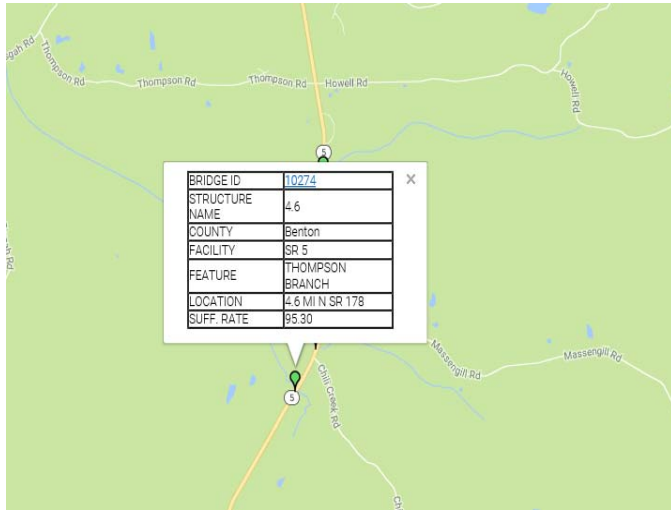 ogah Rd
Thompson Rd
Thompson Rd
Thompson Rd
Howell Rd
Howell Rd
5
BRIDGE ID 10274
STRUCTURE NAME 4.6
COUNTY Benton
FACILITY SR 5
FEATURE THOMPSON BRANCH
LOCATION 4.6 MI N SR 178
SUFF. RATE 95.30
×
Massengill Rd
Massengill Rd
Chili Creek Rd
5